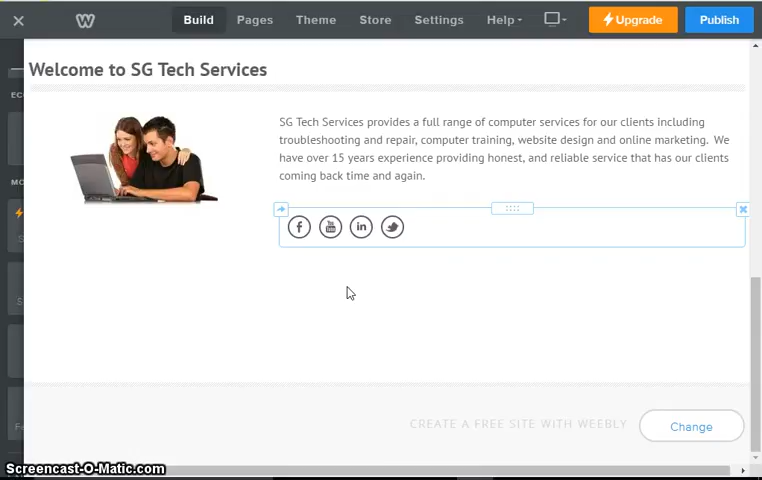 Build Pages Theme Store Settings Help Upgrade Publish
Welcome to SG Tech Services
SG Tech Services provides a full range of computer services for our clients including
troubleshooting and repair, computer training, website design and online marketing. We
have over 15 years experience providing honest, and reliable service that has our clients
coming back time and again.
You
Tube
CREATE A FREE SITE WITH WEEBLY
Change
Screencast-O-Matic.com